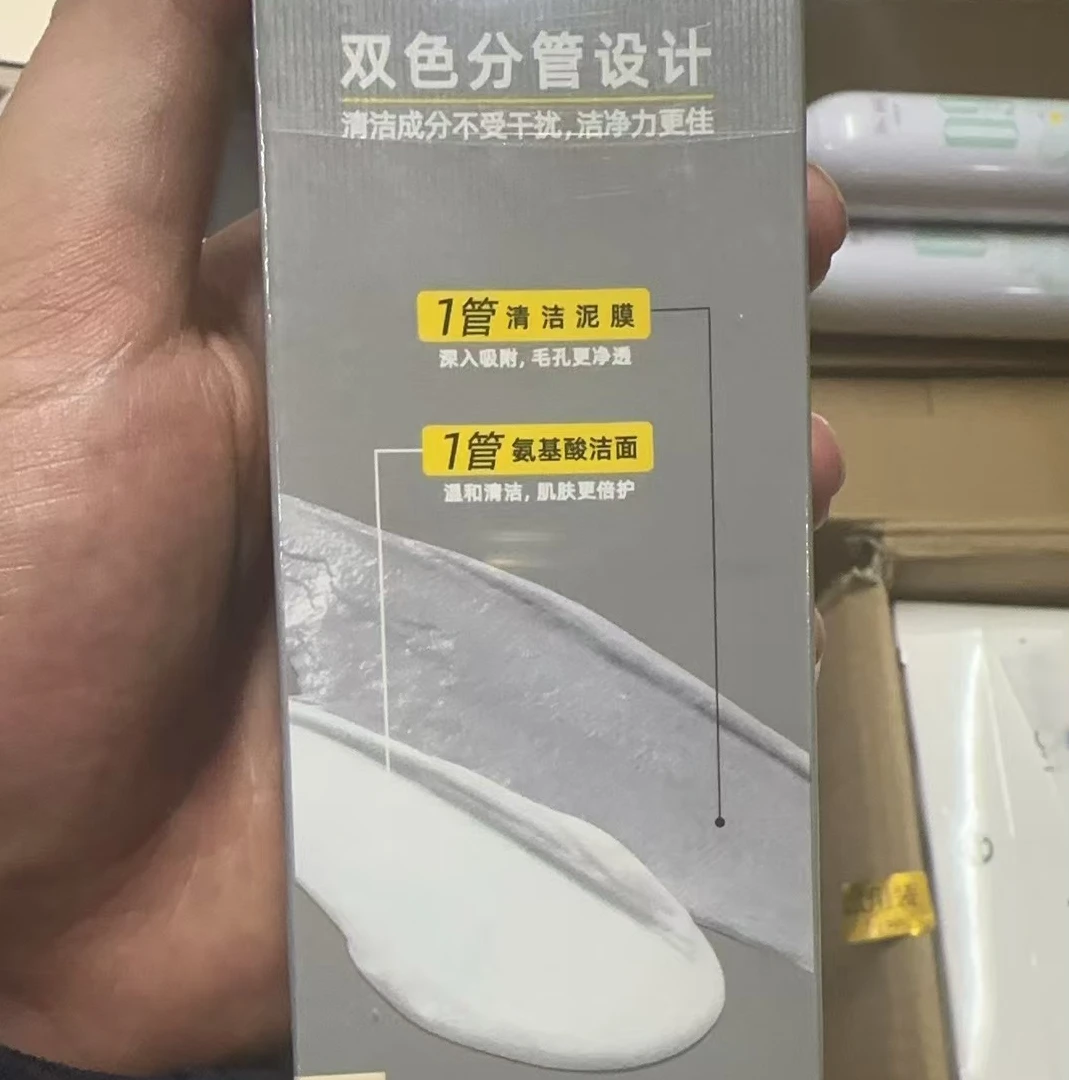 双色分管设计
清洁成分不受干扰,洁净力更佳
1管 清洁泥膜
深入吸附,毛孔更净透
1管 氨基酸洁面
温和清洁,肌肤更倍护